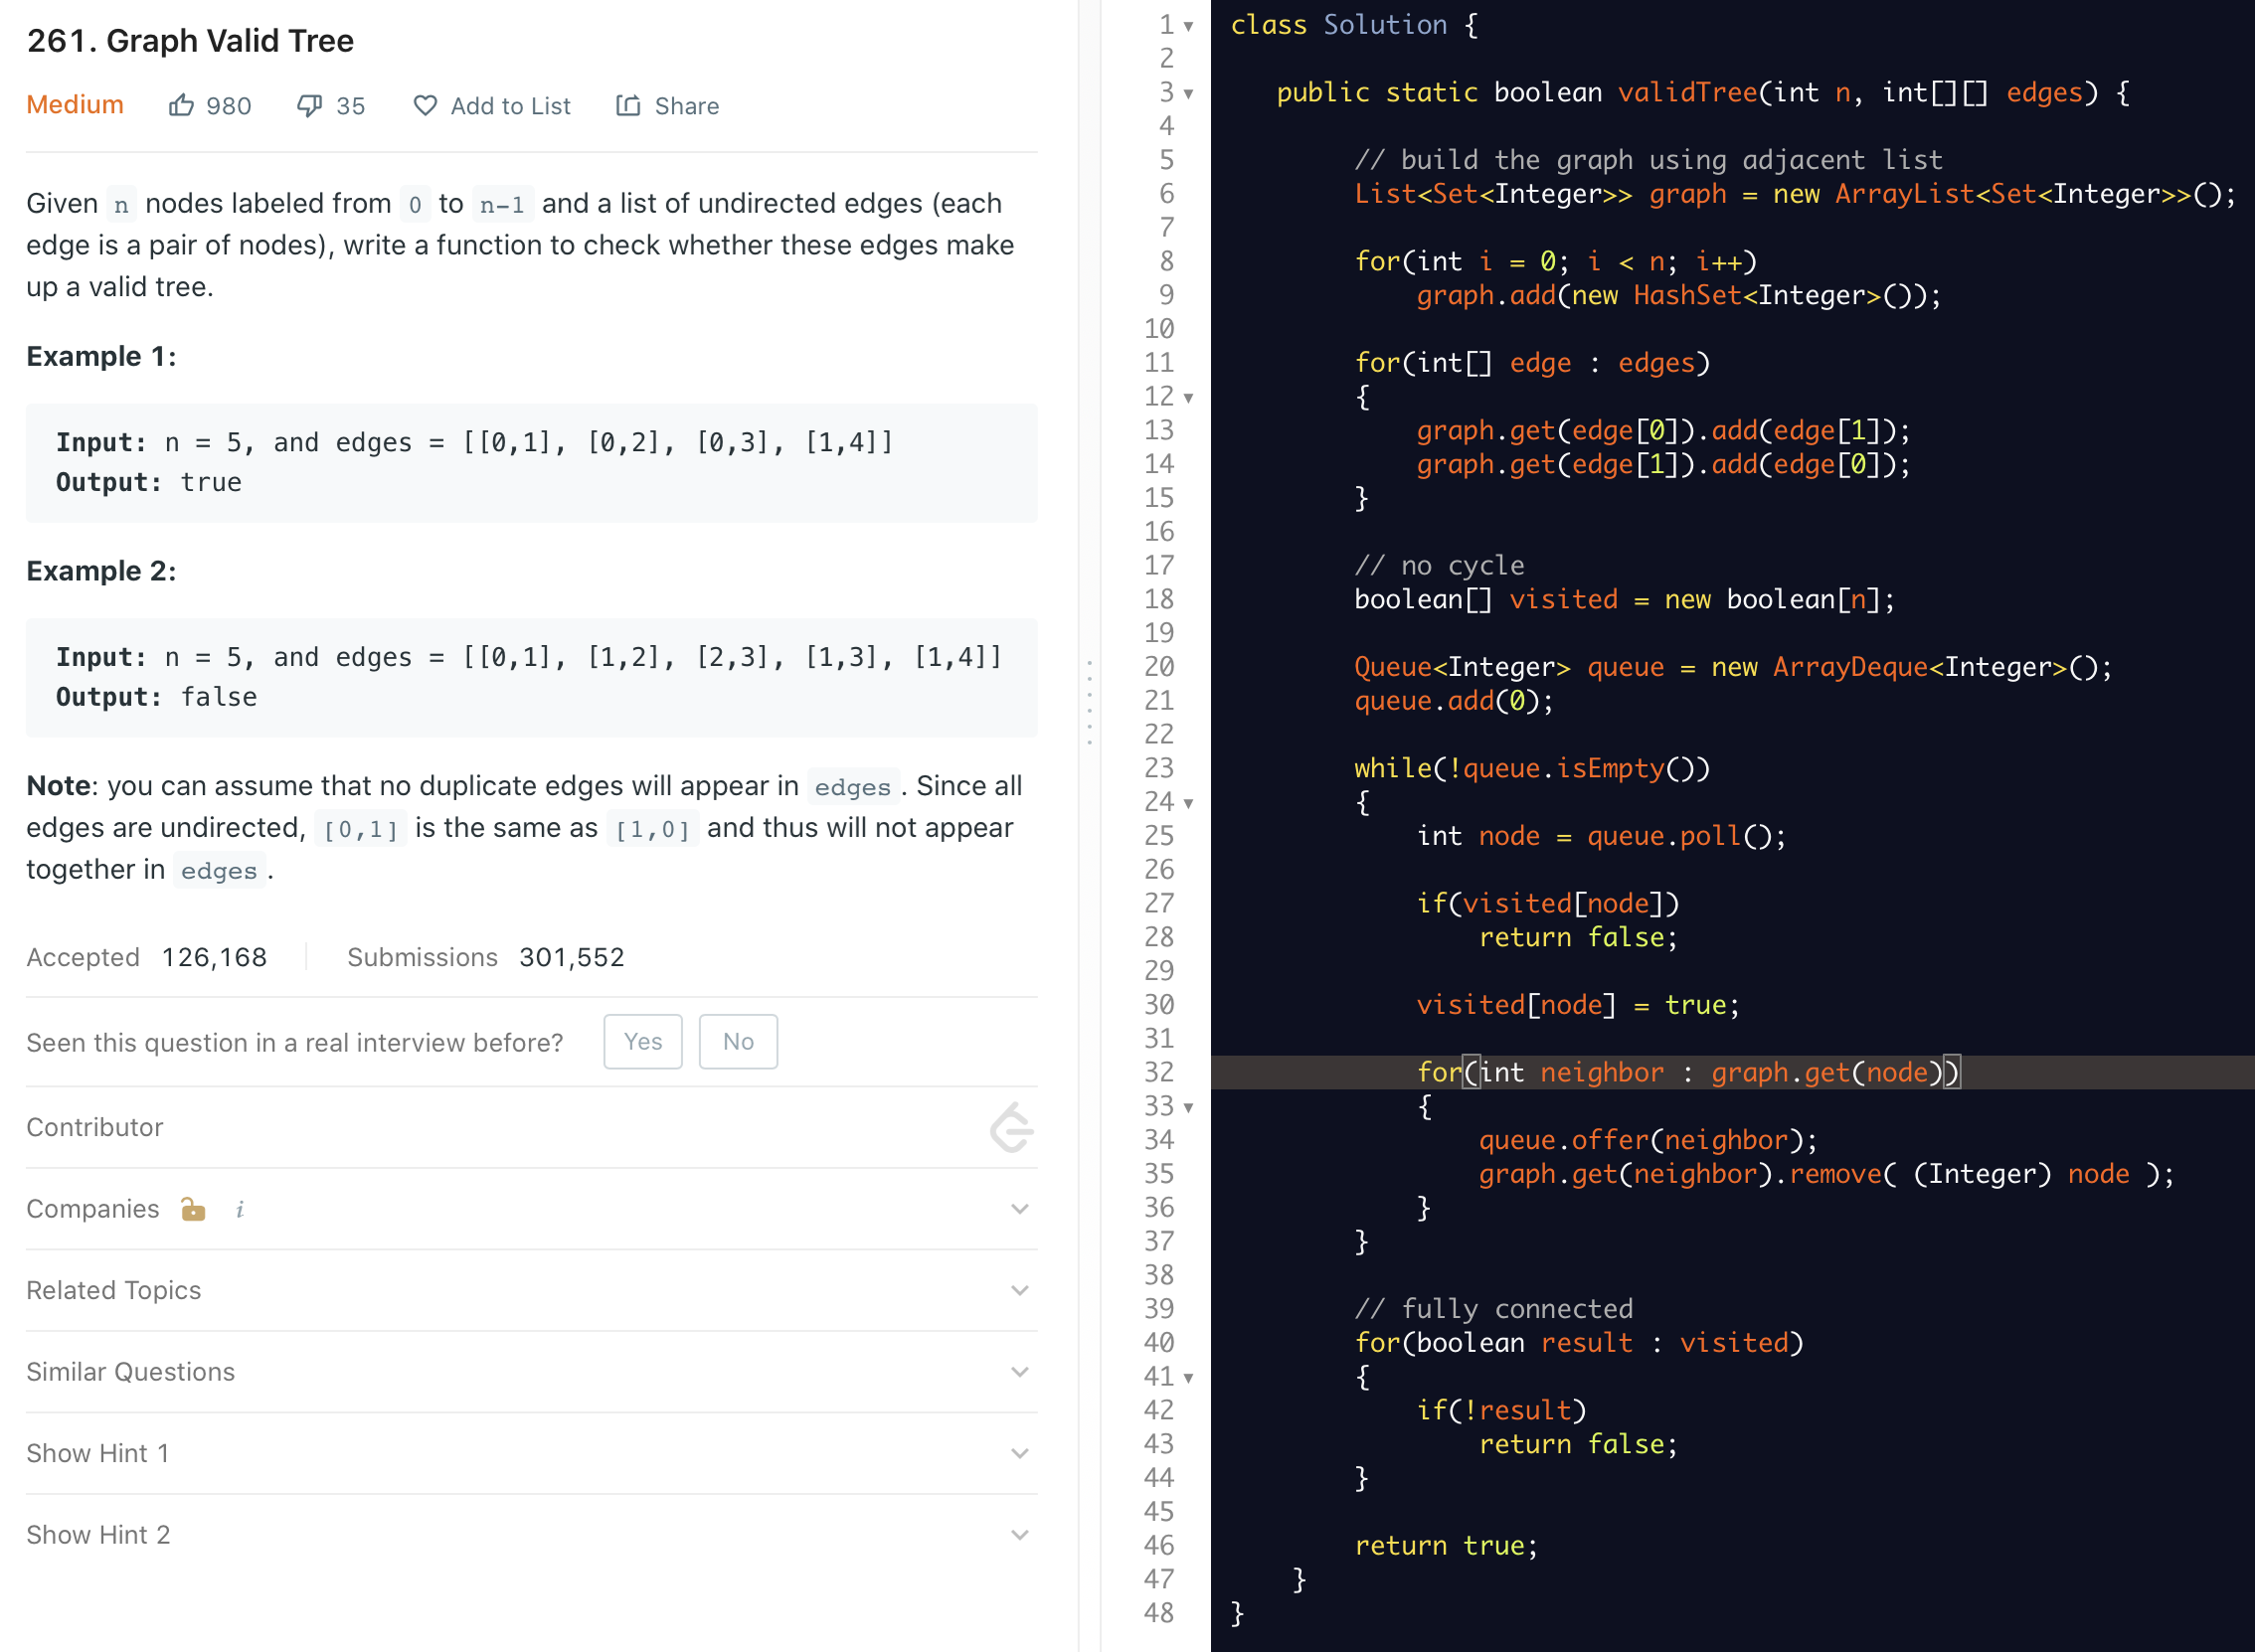 261. Graph Valid Tree
Medium 980 35 Add to List Share
Given n nodes labeled from 0 to n-1 and a list of undirected edges (each
edge is a pair of nodes), write a function to check whether these edges make
up a valid tree.
Example 1:
Input: n = 5, and edges = [[0,1], [0,2], [0,3], [1,4]]
Output: true
Example 2:
Input: n = 5, and edges = [[0,1], [1,2], [2,3], [1,3], [1,4]]
Output: false
Note: you can assume that no duplicate edges will appear in edges. Since all
edges are undirected, [0,1] is the same as [1,0] and thus will not appear
together in edges.
Accepted 126,168 Submissions 301,552
Seen this question in a real interview before? Yes No
Contributor
Companies i
Related Topics
Similar Questions
Show Hint 1
Show Hint 2
1 class Solution {
2
3 public static boolean validTree(int n, int[][] edges) {
4
5 // build the graph using adjacent list
6 List<Set<Integer>> graph = new ArrayList<Set<Integer>>();
7
8 for(int i = 0; i < n; i++)
9 graph.add(new HashSet<Integer>());
10
11 for(int[] edge : edges)
12 {
13 graph.get(edge[0]).add(edge[1]);
14 graph.get(edge[1]).add(edge[0]);
15 }
16
17 // no cycle
18 boolean[] visited = new boolean[n];
19
20 Queue<Integer> queue = new ArrayDeque<Integer>();
21 queue.add(0);
22
23 while(!queue.isEmpty())
24 {
25 int node = queue.poll();
26
27 if(visited[node])
28 return false;
29
30 visited[node] = true;
31
32 for(int neighbor : graph.get(node))
33 {
34 queue.offer(neighbor);
35 graph.get(neighbor).remove( (Integer) node );
36 }
37 }
38
39 // fully connected
40 for(boolean result : visited)
41 {
42 if(!result)
43 return false;
44 }
45
46 return true;
47 }
48 }